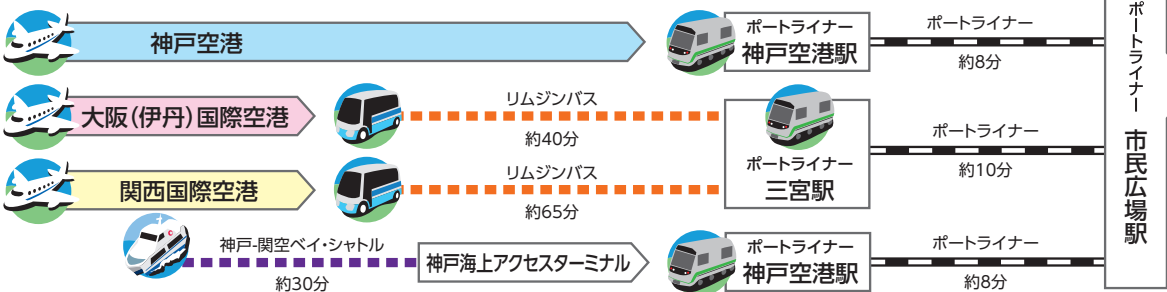 神戸空港
ポートライナー
神戸空港駅
ポートライナー
約8分
大阪(伊丹)国際空港
リムジンバス
約40分
関西国際空港
リムジンバス
約65分
ポートライナー
三宮駅
ポートライナー
約10分
神戸-関空ベイ・シャトル
約30分
神戸海上アクセスターミナル
ポートライナー
神戸空港駅
ポートライナー
約8分
ポートライナー 市民広場駅